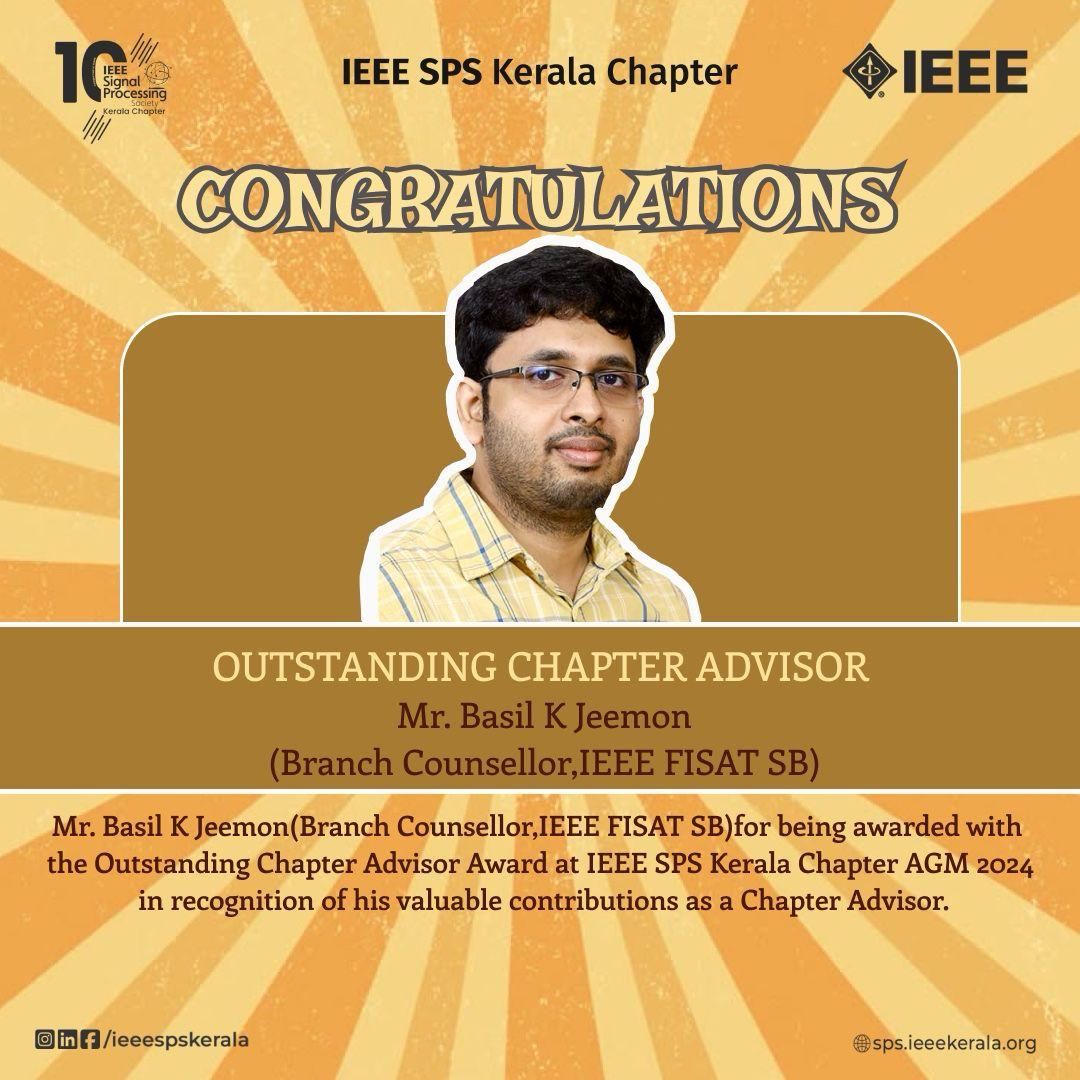 10
IEEE
Signal
Processing
Society
Kerala Chapter
IEEE SPS Kerala Chapter
IEEE
CONGRATULATIONS
OUTSTANDING CHAPTER ADVISOR
Mr. Basil K Jeemon
(Branch Counsellor,IEEE FISAT SB)
Mr. Basil K Jeemon(Branch Counsellor,IEEE FISAT SB)for being awarded with
the Outstanding Chapter Advisor Award at IEEE SPS Kerala Chapter AGM 2024
in recognition of his valuable contributions as a Chapter Advisor.
/ieeespskerala
sps.ieeekerala.org